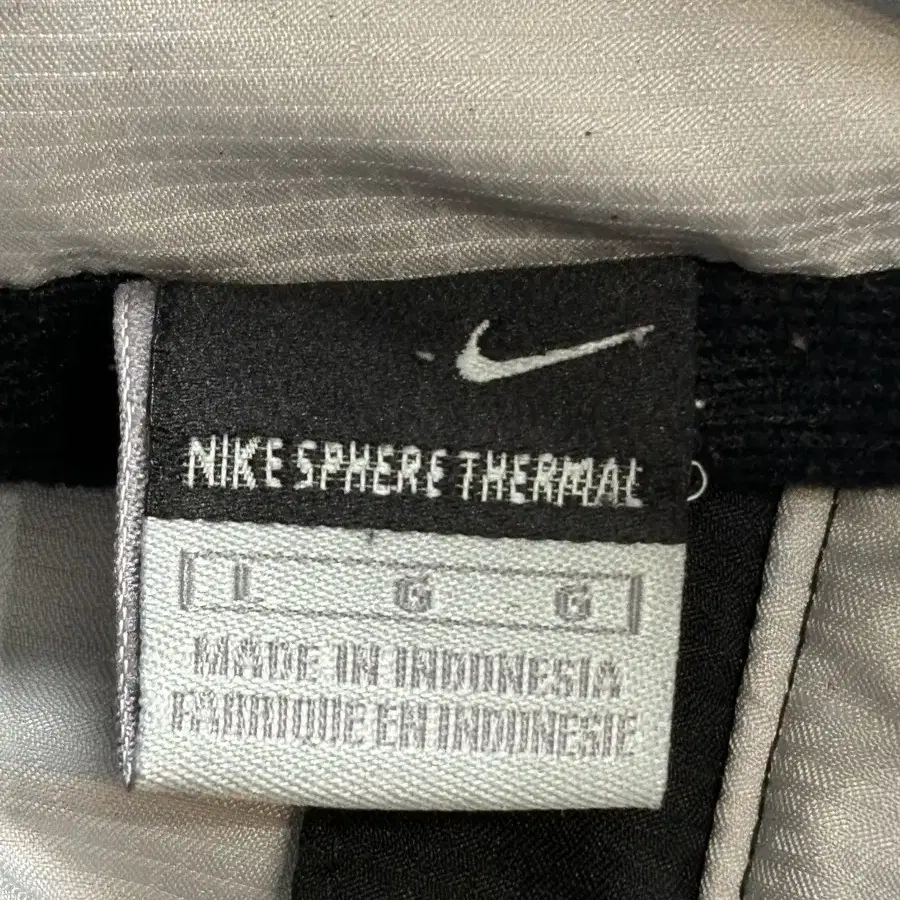 NIKE SPHERE THERMAL
L G G
MADE IN INDONESIA
FABRIQUE EN INDONESIE